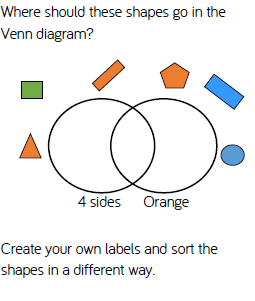 Where should these shapes go in the
Venn diagram?
4 sides
Orange
Create your own labels and sort the
shapes in a different way.